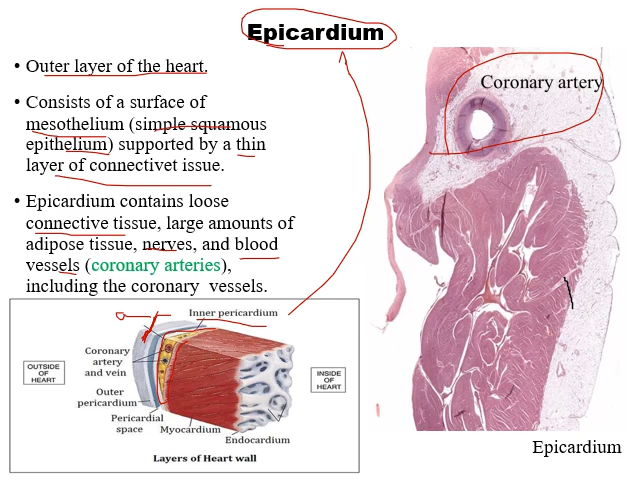 Epicardium
• Outer layer of the heart.
• Consists of a surface of
mesothelium (simple squamous
epithelium) supported by a thin
layer of connectivet issue.
• Epicardium contains loose
connective tissue, large amounts of
adipose tissue, nerves, and blood
vessels (coronary arteries),
including the coronary vessels.
Coronary artery
Inner pericardium
Coronary
artery
and vein
OUTSIDE
OF
HEART
INSIDE
OF
HEART
Outer
pericardium
Pericardial
space
Myocardium
Endocardium
Layers of Heart wall
Epicardium